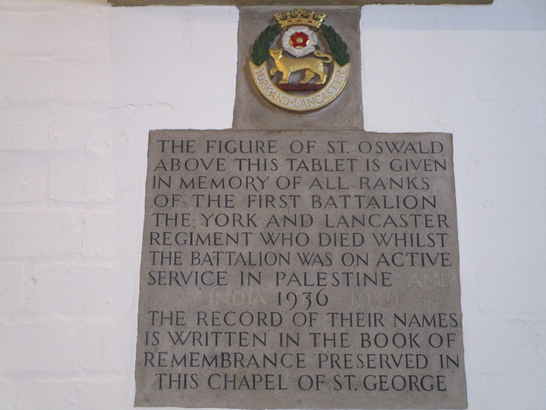 YORK AND LANCASTER
THE FIGURE OF ST. OSWALD
ABOVE THIS TABLET IS GIVEN
IN MEMORY OF ALL RANKS
OF THE FIRST BATTALION
THE YORK AND LANCASTER
REGIMENT WHO DIED WHILST
THE BATTALION WAS ON ACTIVE
SERVICE IN PALESTINE AND
INDIA 1936
THE RECORD OF THEIR NAMES
IS WRITTEN IN THE BOOK OF
REMEMBRANCE PRESERVED IN
THIS CHAPEL OF ST. GEORGE